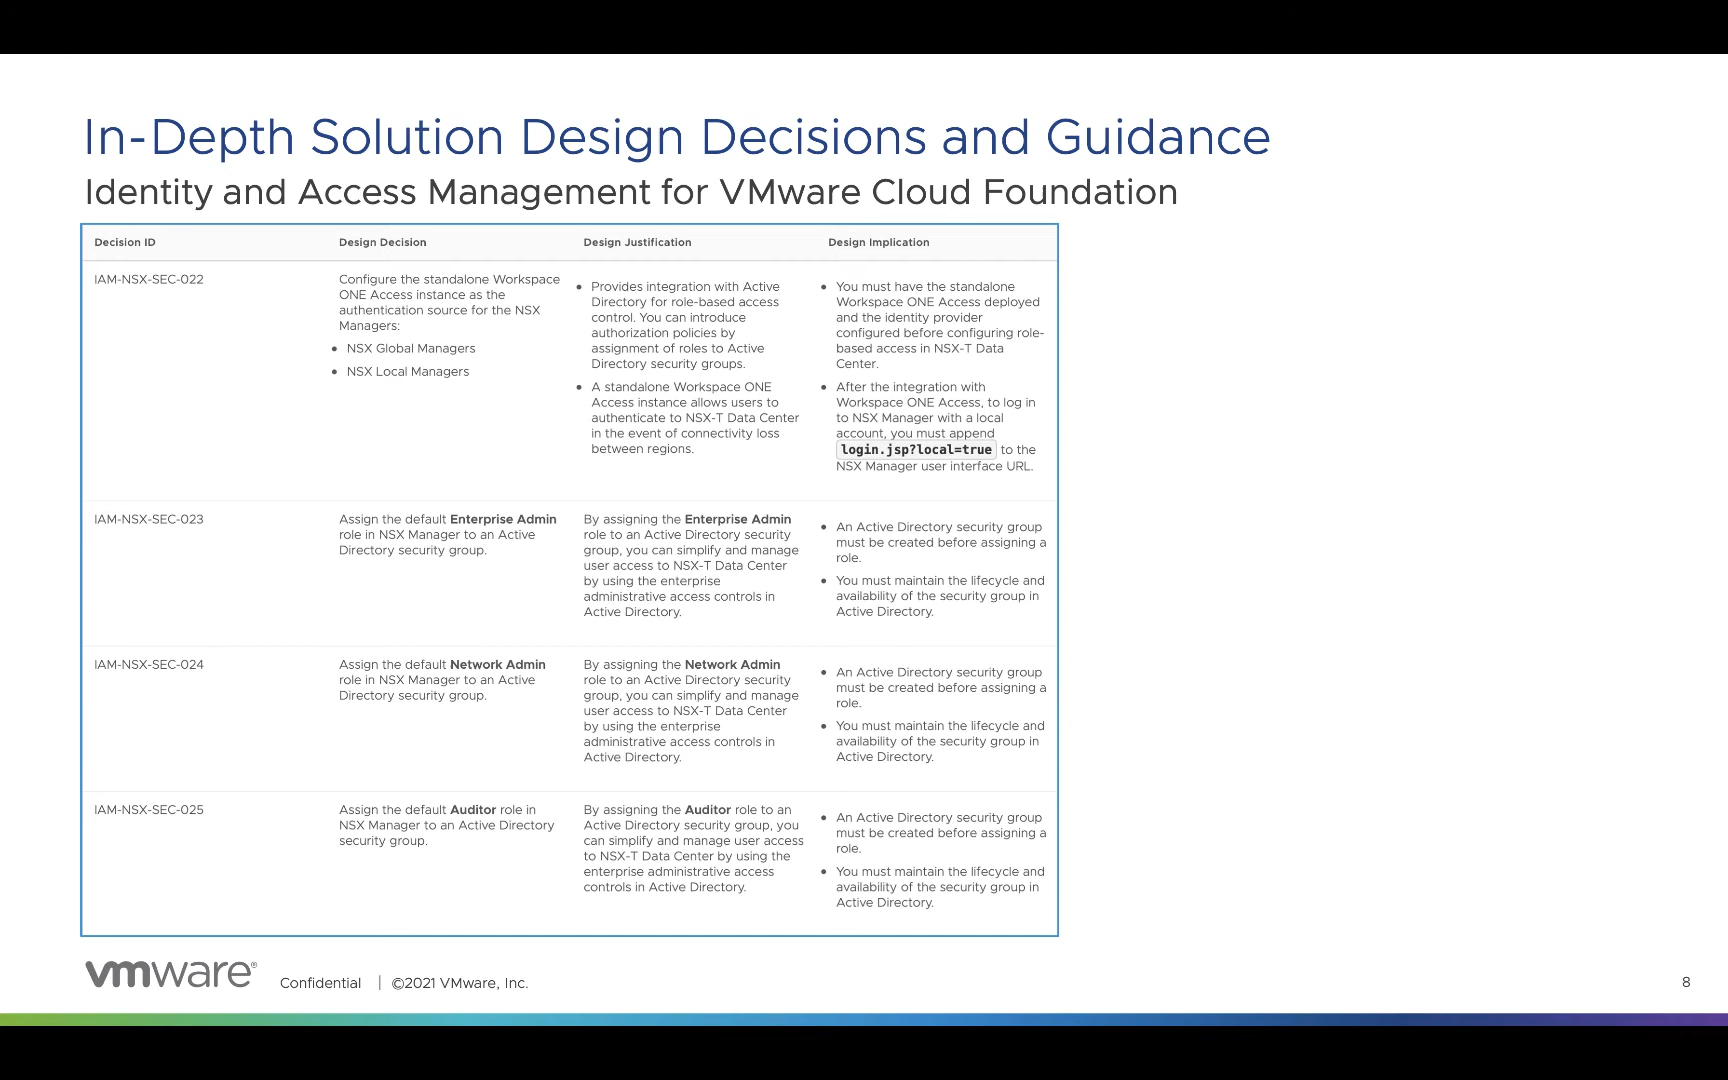 In-Depth Solution Design Decisions and Guidance
Identity and Access Management for VMware Cloud Foundation
Decision ID
Design Decision
Design Justification
Design Implication
IAM-NSX-SEC-022
Configure the standalone Workspace
ONE Access instance as the
authentication source for the NSX
Managers:
• NSX Global Managers
• NSX Local Managers
• Provides integration with Active
Directory for role-based access
control. You can introduce
authorization policies by
assignment of roles to Active
Directory security groups.
• A standalone Workspace ONE
Access instance allows users to
authenticate to NSX-T Data Center
in the event of connectivity loss
between regions.
• You must have the standalone
Workspace ONE Access deployed
and the identity provider
configured before configuring role-
based access in NSX-T Data
Center.
• After the integration with
Workspace ONE Access, to log in
to NSX Manager with a local
account, you must append
login.jsp?local=true to the
NSX Manager user interface URL.
IAM-NSX-SEC-023
Assign the default Enterprise Admin
role in NSX Manager to an Active
Directory security group.
By assigning the Enterprise Admin
role to an Active Directory security
group, you can simplify and manage
user access to NSX-T Data Center
by using the enterprise
administrative access controls in
Active Directory.
• An Active Directory security group
must be created before assigning a
role.
• You must maintain the lifecycle and
availability of the security group in
Active Directory.
IAM-NSX-SEC-024
Assign the default Network Admin
role in NSX Manager to an Active
Directory security group.
By assigning the Network Admin
role to an Active Directory security
group, you can simplify and manage
user access to NSX-T Data Center
by using the enterprise
administrative access controls in
Active Directory.
• An Active Directory security group
must be created before assigning a
role.
• You must maintain the lifecycle and
availability of the security group in
Active Directory.
IAM-NSX-SEC-025
Assign the default Auditor role in
NSX Manager to an Active Directory
security group.
By assigning the Auditor role to an
Active Directory security group, you
can simplify and manage user access
to NSX-T Data Center by using the
enterprise administrative access
controls in Active Directory.
• An Active Directory security group
must be created before assigning a
role.
• You must maintain the lifecycle and
availability of the security group in
Active Directory.
vmware®
Confidential | ©2021 VMware, Inc.
8